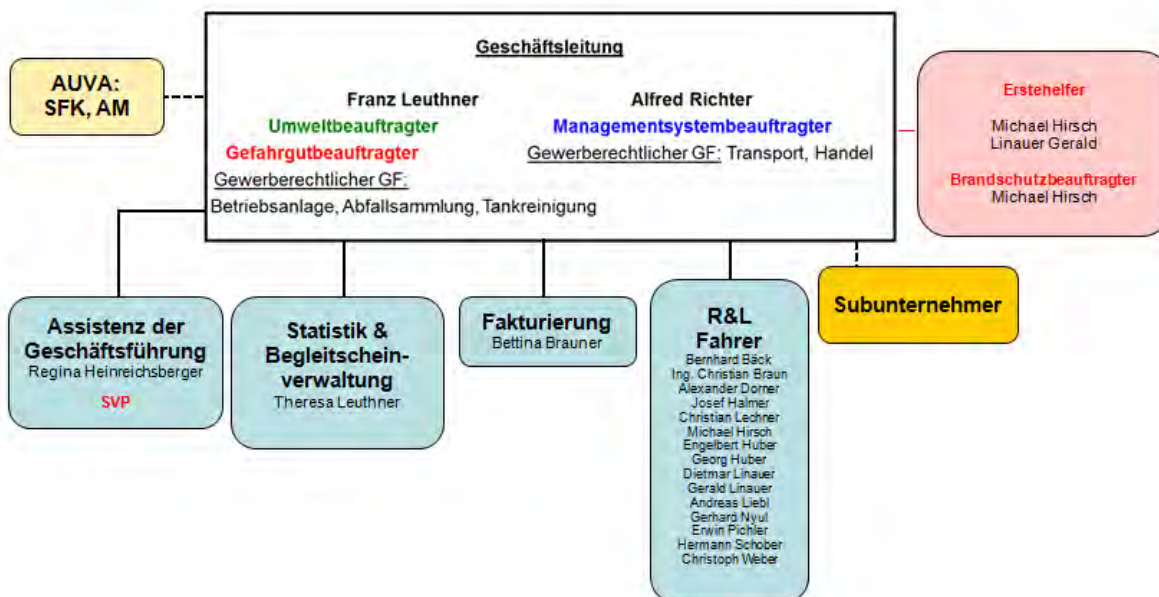 Geschäftsleitung
AUVA:
SFK, AM
Franz Leuthner
Alfred Richter
Umweltbeauftragter
Managementsystembeauftragter
Gefahrgutbeauftragter
Gewerberechtlicher GF: Transport, Handel
Gewerberechtlicher GF:
Betriebsanlage, Abfallsammlung, Tankreinigung
Erstehelfer
Michael Hirsch
Linauer Gerald
Brandschutzbeauftragter
Michael Hirsch
Assistenz der
Geschäftsführung
Regina Heinreichsberger
SVP
Statistik &
Begleitschein-
verwaltung
Theresa Leuthner
Fakturierung
Bettina Brauner
R&L
Fahrer
Bernhard Bäck
Ing. Christian Braun
Alexander Dorner
Josef Halmer
Christian Lechner
Michael Hirsch
Engelbert Huber
Georg Huber
Dietmar Linauer
Gerald Linauer
Andreas Liebl
Gerhard Nyul
Erwin Pichler
Hermann Schober
Christoph Weber
Subunternehmer